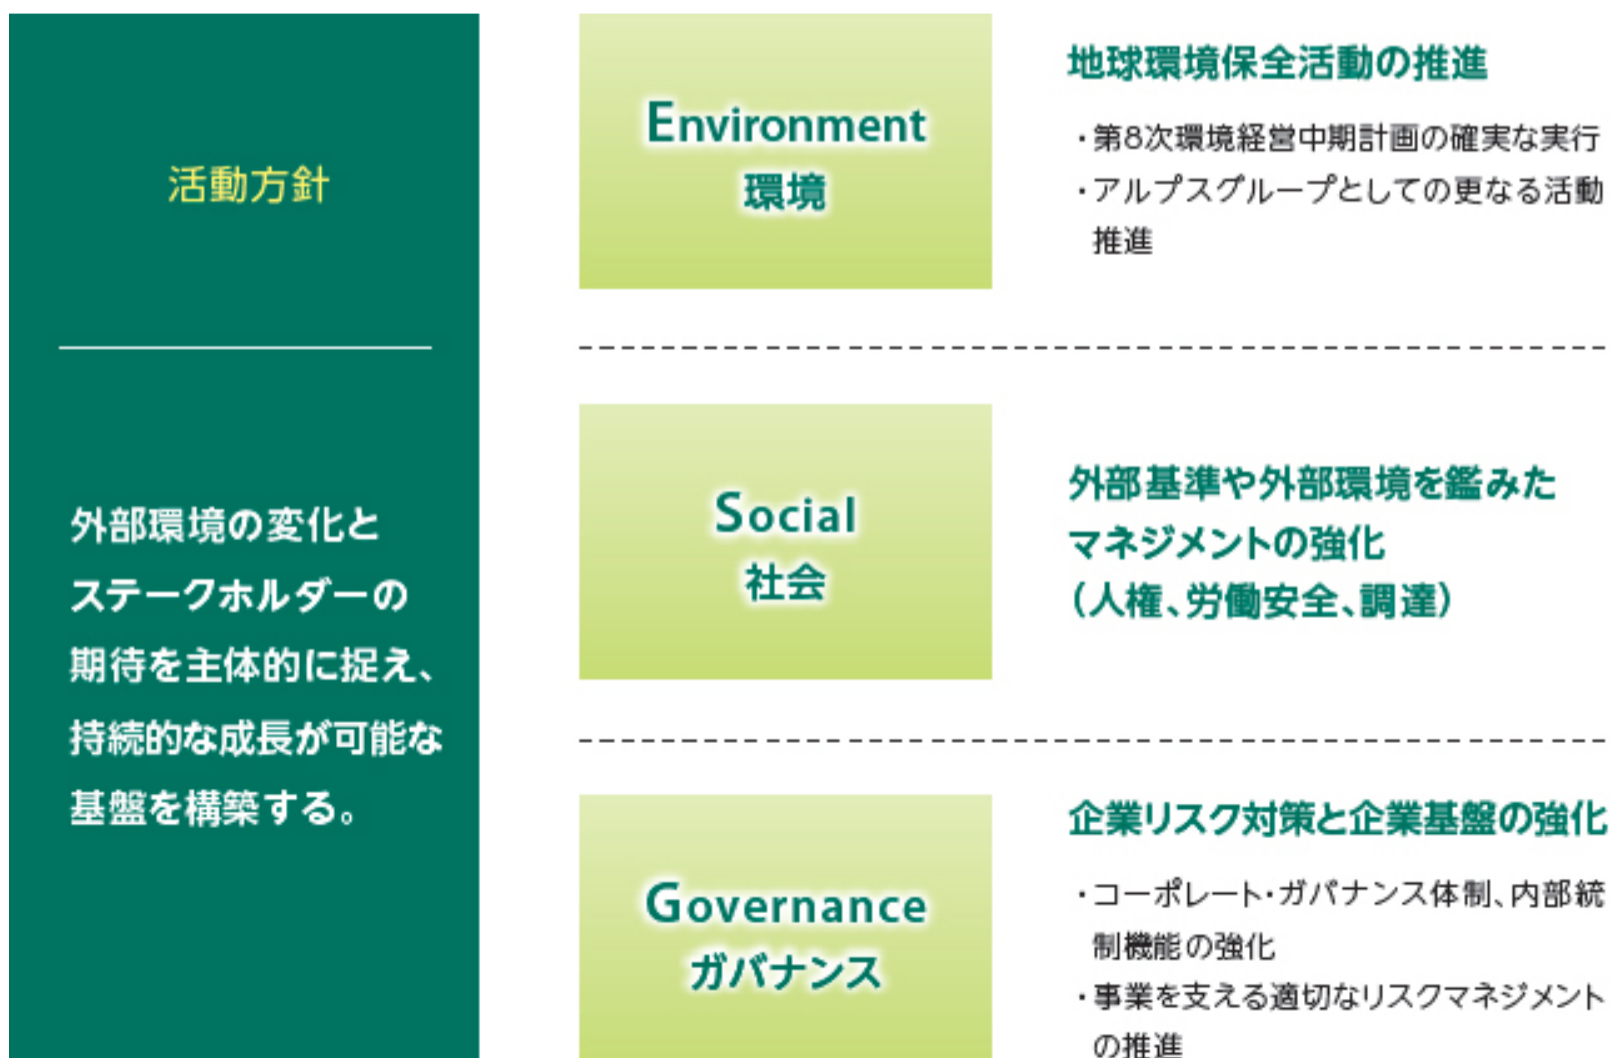 活動方針
外部環境の変化と
ステークホルダーの
期待を主体的に捉え、
持続的な成長が可能な
基盤を構築する。
Environment
環境
地球環境保全活動の推進
・第8次環境経営中期計画の確実な実行
・アルプスグループとしての更なる活動
推進
Social
社会
外部基準や外部環境を鑑みた
マネジメントの強化
（人権、労働安全、調達）
Governance
ガバナンス
企業リスク対策と企業基盤の強化
・コーポレート・ガバナンス体制、内部統
制機能の強化
・事業を支える適切なリスクマネジメント
の推進